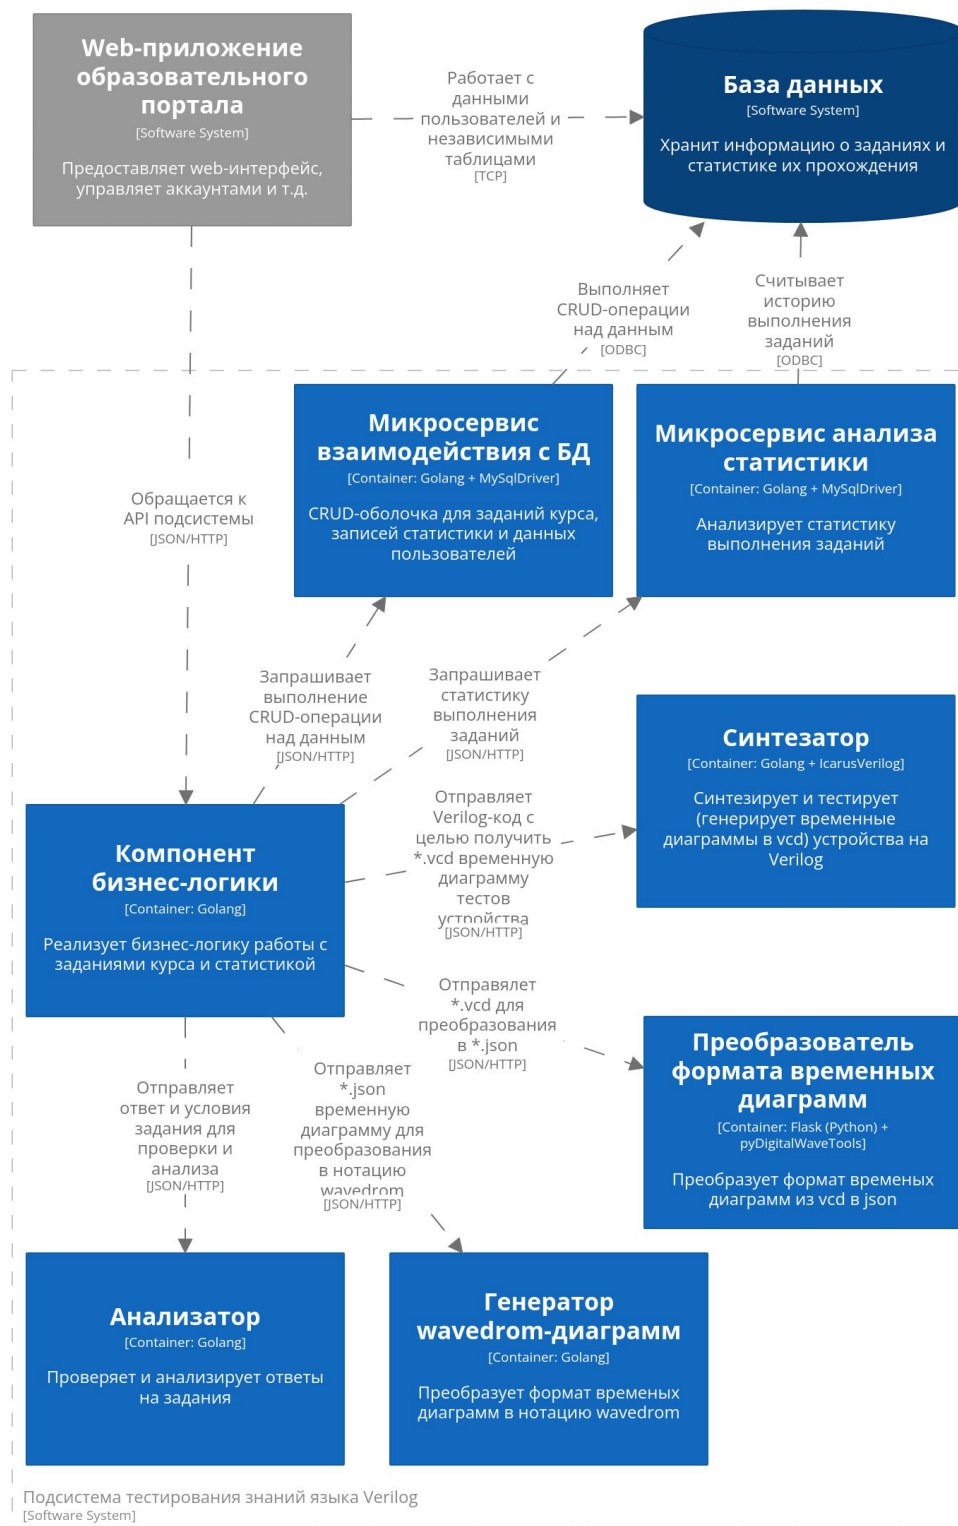 Web-приложение
образовательного
портала
[Software System]
Предоставляет web-интерфейс,
управляет аккаунтами и т.д.
Работает с
данными
пользователей и
независимыми
таблицами
[TCP]
База данных
[Software System]
Хранит информацию о заданиях и
статистике их прохождения
Выполняет
CRUD-операции
над данным
[ODBC]
Считывает
историю
выполнения
заданий
[ODBC]
Обращается к
API подсистемы
[JSON/HTTP]
Микросервис
взаимодействия с БД
[Container: Golang + MySqlDriver]
CRUD-оболочка для заданий курса,
записей статистики и данных
пользователей
Микросервис анализа
статистики
[Container: Golang + MySqlDriver]
Анализирует статистику
выполнения заданий
Запрашивает
выполнение
CRUD-операции
над данным
[JSON/HTTP]
Запрашивает
статистику
выполнения
заданий
[JSON/HTTP]
Синтезатор
[Container: Golang + IcarusVerilog]
Синтезирует и тестирует
(генерирует временные
диаграммы в vcd) устройства на
Verilog
Компонент
бизнес-логики
[Container: Golang]
Реализует бизнес-логику работы с
заданиями курса и статистикой
Отправляет
Verilog-код с
целью получить
*.vcd временную
диаграмму
тестов
устройства
[JSON/HTTP]
Отправялет
*.vcd для
преобразования
в *.json
[JSON/HTTP]
Преобразователь
формата временных
диаграмм
[Container: Flask (Python) +
pyDigitalWaveTools]
Преобразует формат временых
диаграмм из vcd в json
Отправляет
ответ и условия
задания для
проверки и
анализа
[JSON/HTTP]
Отправляет
*.json
временную
диаграмму для
преобразования
в нотацию
wavedrom
[JSON/HTTP]
Анализатор
[Container: Golang]
Проверяет и анализирует ответы
на задания
Генератор
wavedrom-диаграмм
[Container: Golang]
Преобразует формат временых
диаграмм в нотацию wavedrom
Подсистема тестирования знаний языка Verilog
[Software System]